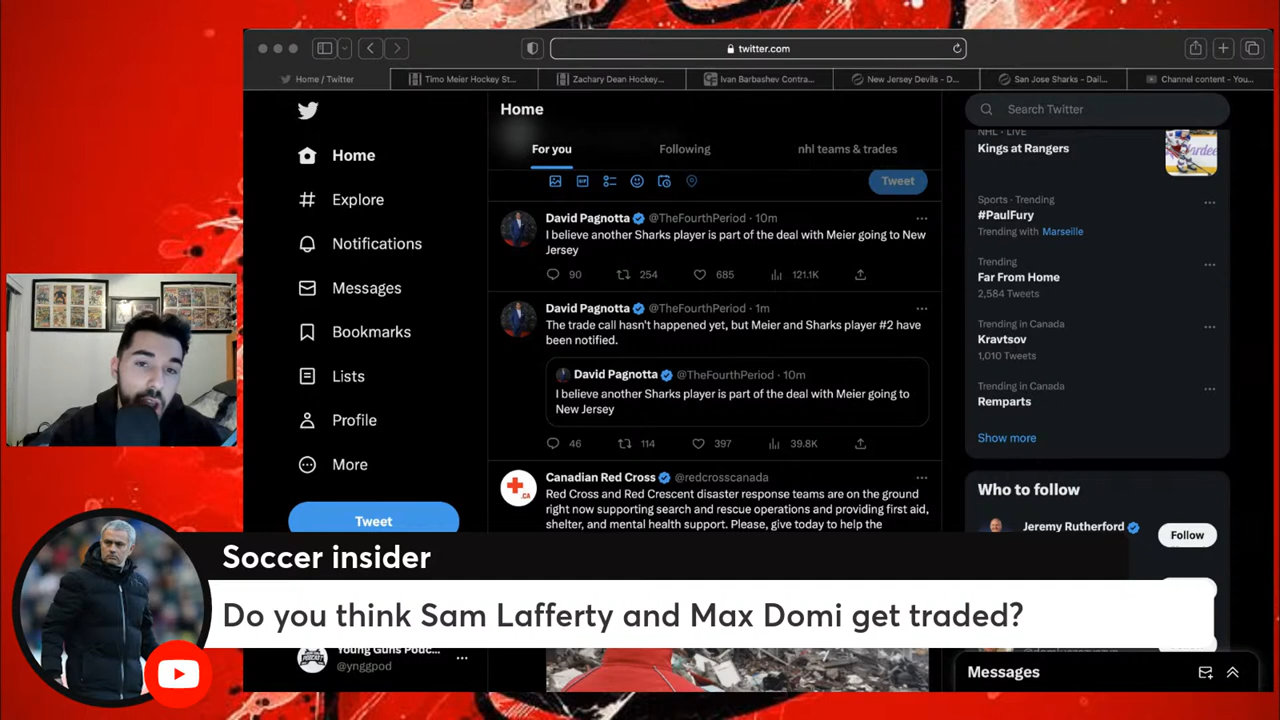 twitter.com
Home / Twitter
Timo Meier Hockey St...
Zachary Dean Hockey...
Ivan Barbashev Contra...
New Jersey Devils - D...
San Jose Sharks - Dail...
Channel content - You...
Home
Explore
Notifications
Messages
Bookmarks
Lists
Profile
More
Tweet
Home
For you
Following
nhl teams & trades
Tweet
David Pagnotta @TheFourthPeriod · 10m
I believe another Sharks player is part of the deal with Meier going to New
Jersey
90
254
685
121.1K
David Pagnotta @TheFourthPeriod · 1m
The trade call hasn't happened yet, but Meier and Sharks player #2 have
been notified.
David Pagnotta @TheFourthPeriod · 10m
I believe another Sharks player is part of the deal with Meier going to
New Jersey
46
114
397
39.8K
Canadian Red Cross @redcrosscanada
Red Cross and Red Crescent disaster response teams are on the ground
right now supporting search and rescue operations and providing first aid,
shelter, and mental health support. Please, give today to help the
Search Twitter
NHL · LIVE
Kings at Rangers
Sports · Trending
#PaulFury
Trending with Marseille
Trending
Far From Home
2,584 Tweets
Trending in Canada
Kravtsov
1,010 Tweets
Trending in Canada
Remparts
Show more
Who to follow
Jeremy Rutherford
Follow
Soccer insider
Do you think Sam Lafferty and Max Domi get traded?
Young Guns Podc...
@ynggpod
Messages
.CA